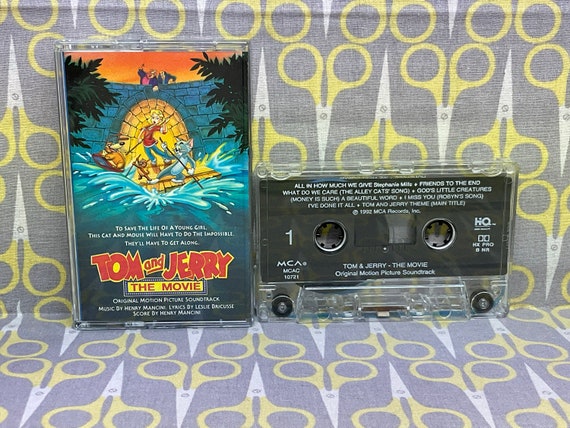 TO SAVE THE LIFE OF A YOUNG GIRL,
THIS CAT AND MOUSE WILL HAVE TO DO THE IMPOSSIBLE.
THEY'LL HAVE TO GET ALONG.
TOM and JERRY
THE MOVIE
ORIGINAL MOTION PICTURE SOUNDTRACK
MUSIC BY HENRY MANCINI. LYRICS BY LESLIE BRICUSSE
SCORE BY HENRY MANCINI
ALL IN HOW MUCH WE GIVE Stephanie Mills + FRIENDS TO THE END
WHAT DO WE CARE (THE ALLEY CATS' SONG) + GOD'S LITTLE CREATURES
(MONEY IS SUCH) A BEAUTIFUL WORD + I MISS YOU (ROBYN'S SONG)
I'VE DONE IT ALL + TOM AND JERRY THEME (MAIN TITLE)
℗ 1992 MCA Records, Inc.
1
HQ
HX PRO
B NR
MCA
MCAC
10721
TOM & JERRY - THE MOVIE
Original Motion Picture Soundtrack